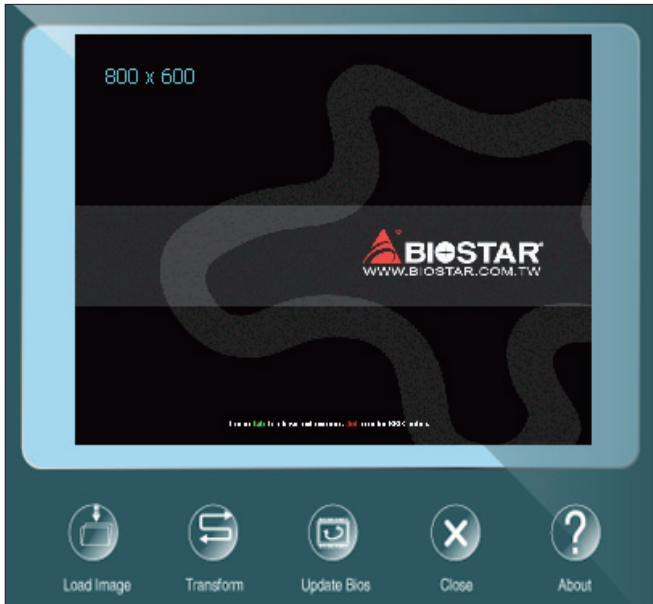 800 x 600
BIOSTAR
WWW.BIOSTAR.COM.TW
Load Image
Transform
Update Bios
Close
About